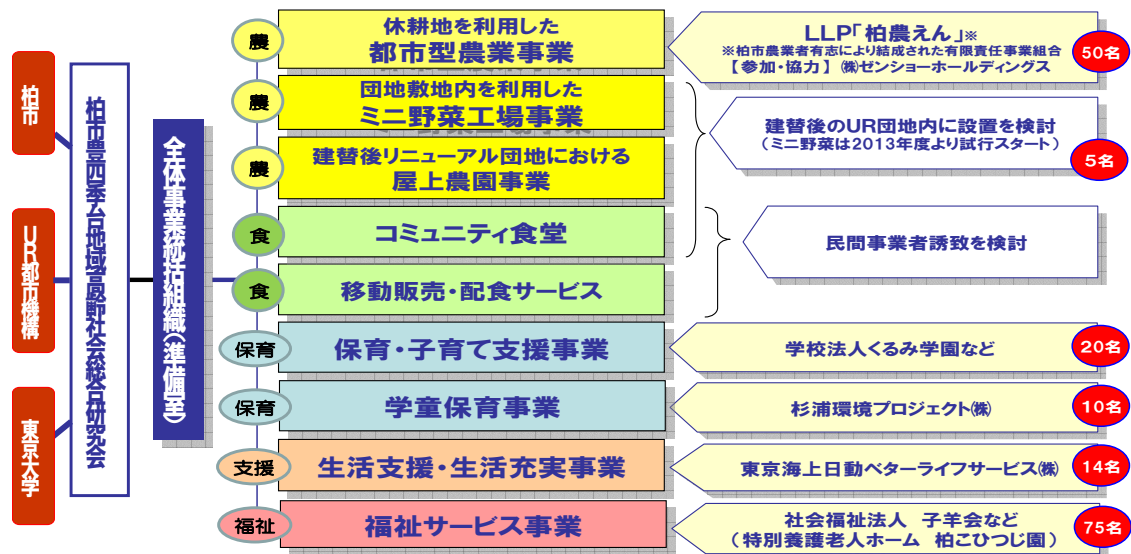 柏市
UR都市機構
東京大学
柏市豊四季台地域高齢社会総合研究会
全体事業統括組織（準備室）
農
休耕地を利用した
都市型農業事業
LLP「柏農えん」※
※柏市農業者有志により結成された有限責任事業組合
【参加・協力】㈱ゼンショーホールディングス
50名
農
団地敷地内を利用した
ミニ野菜工場事業
建替後のUR団地内に設置を検討
（ミニ野菜は2013年度より試行スタート）
5名
農
建替後リニューアル団地における
屋上農園事業
食
コミュニティ食堂
民間事業者誘致を検討
食
移動販売・配食サービス
保育
保育・子育て支援事業
学校法人くるみ学園など
20名
保育
学童保育事業
杉浦環境プロジェクト㈱
10名
支援
生活支援・生活充実事業
東京海上日動ベターライフサービス㈱
14名
福祉
福祉サービス事業
社会福祉法人 子羊会など
（特別養護老人ホーム 柏こひつじ園）
75名